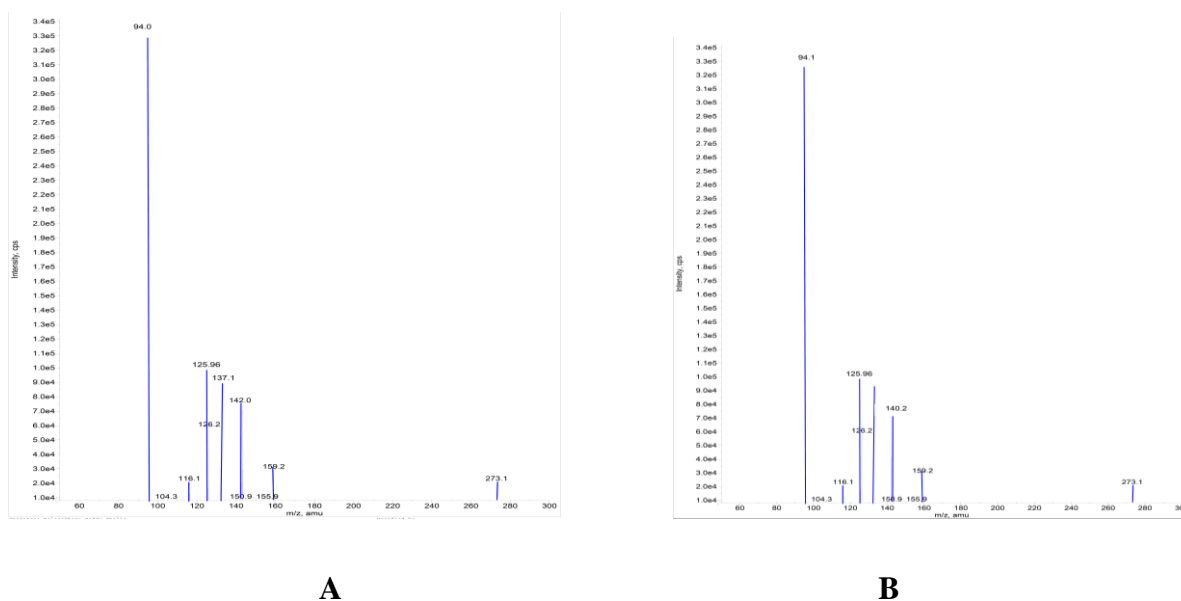 3.4e5
3.3e5
3.2e5
3.1e5
3.0e5
2.9e5
2.8e5
2.7e5
2.6e5
2.5e5
2.4e5
2.3e5
2.2e5
2.1e5
2.0e5
1.9e5
1.8e5
1.7e5
1.6e5
1.5e5
1.4e5
1.3e5
1.2e5
1.1e5
1.0e5
9.0e4
8.0e4
7.0e4
6.0e4
5.0e4
4.0e4
3.0e4
2.0e4
1.0e4
Intensity, cps
94.0
125.96
137.1
142.0
126.2
159.2
116.1
273.1
104.3
150.9 155.9
60 80 100 120 140 160 180 200 220 240 260 280 300
m/z, amu
A
3.4e5
3.3e5
3.2e5
3.1e5
3.0e5
2.9e5
2.8e5
2.7e5
2.6e5
2.5e5
2.4e5
2.3e5
2.2e5
2.1e5
2.0e5
1.9e5
1.8e5
1.7e5
1.6e5
1.5e5
1.4e5
1.3e5
1.2e5
1.1e5
1.0e5
9.0e4
8.0e4
7.0e4
6.0e4
5.0e4
4.0e4
3.0e4
2.0e4
1.0e4
Intensity, cps
94.1
125.96
140.2
126.2
159.2
116.1
273.1
104.3
150.9 155.9
60 80 100 120 140 160 180 200 220 240 260 280
m/z, amu
B